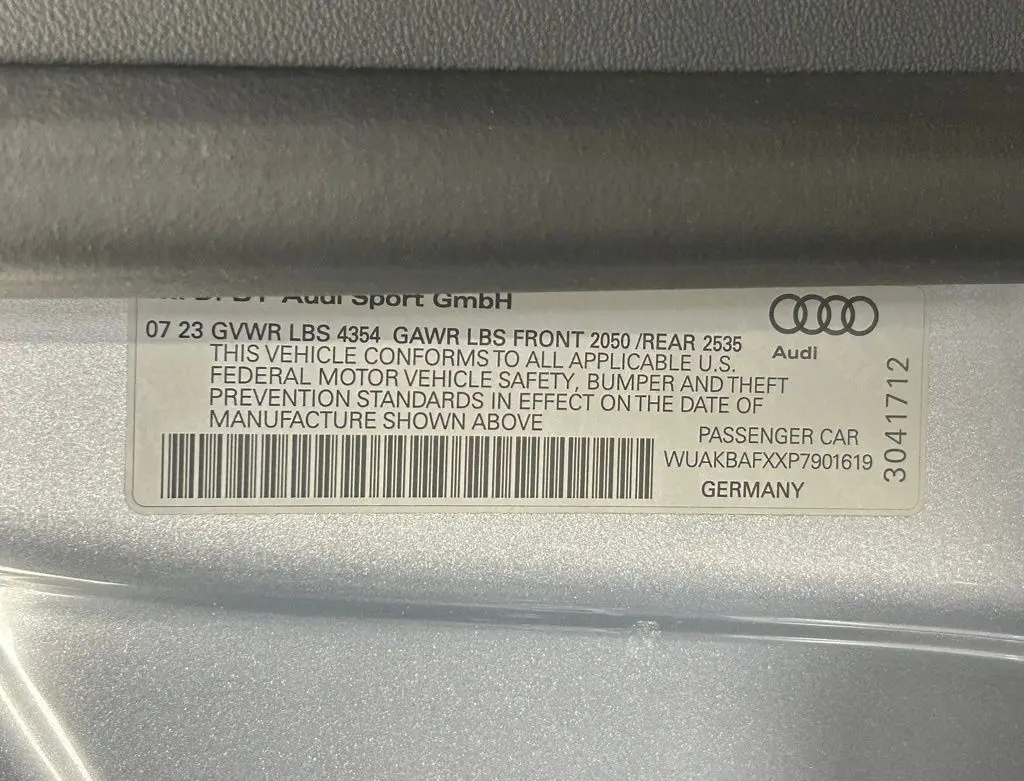 Audi Sport GmbH
07 23 GVWR LBS 4354 GAWR LBS FRONT 2050 /REAR 2535
THIS VEHICLE CONFORMS TO ALL APPLICABLE U.S.
FEDERAL MOTOR VEHICLE SAFETY, BUMPER AND THEFT
PREVENTION STANDARDS IN EFFECT ON THE DATE OF
MANUFACTURE SHOWN ABOVE
Audi
PASSENGER CAR
WUAKBAFXXP7901619
GERMANY
3041712